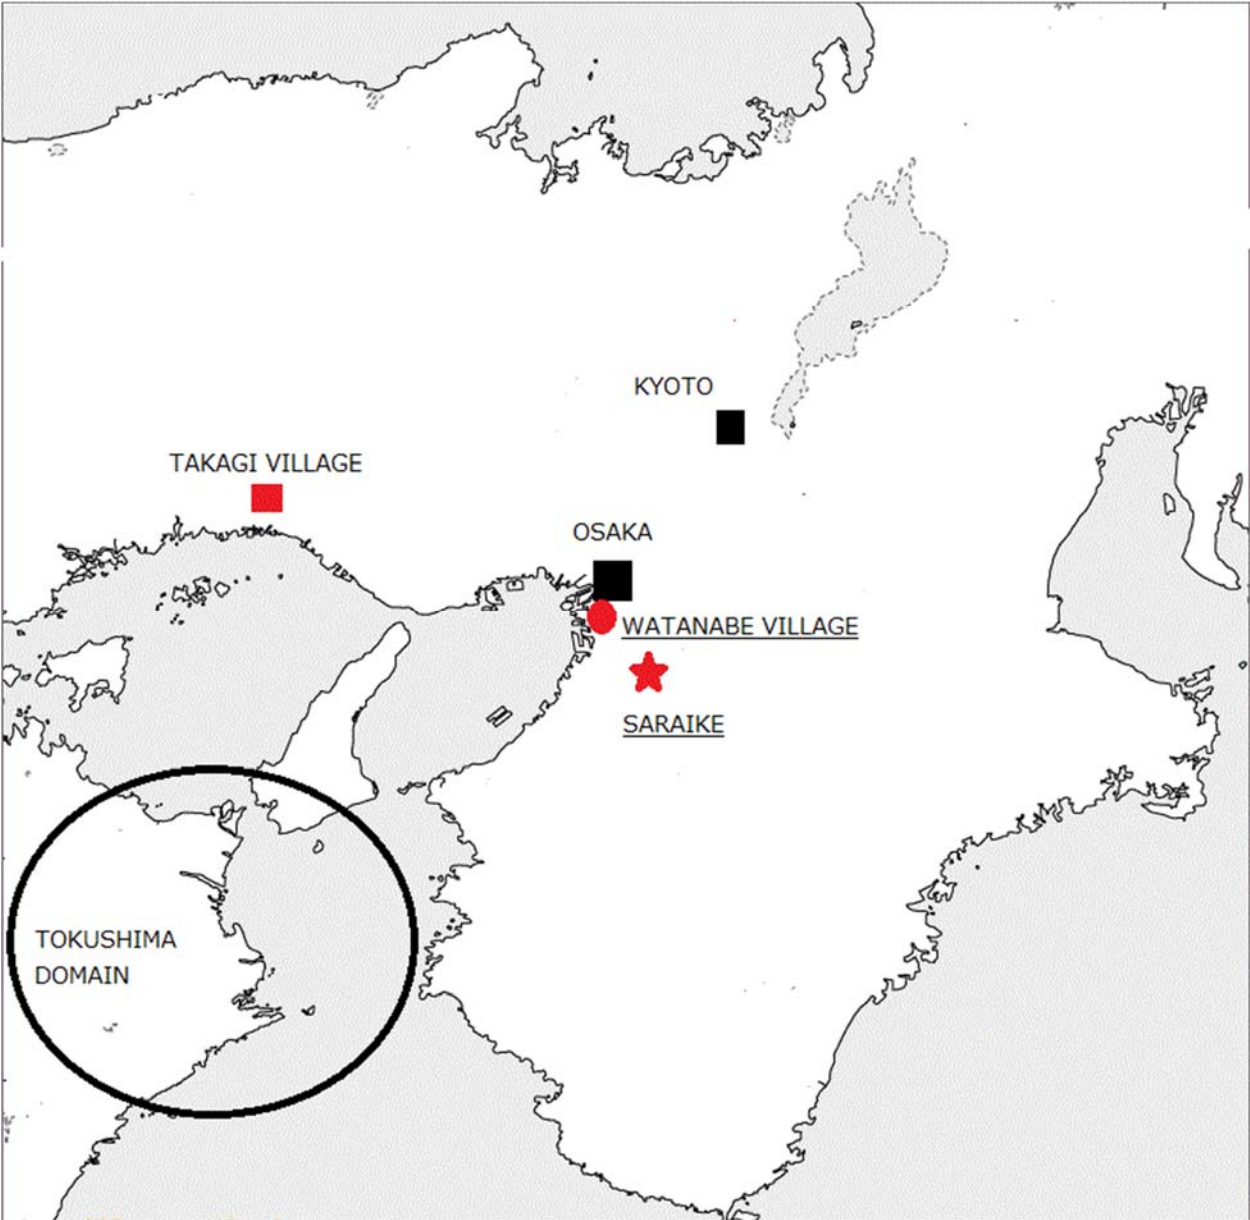 KYOTO
TAKAGI VILLAGE
OSAKA
WATANABE VILLAGE
SARAIKE
TOKUSHIMA
DOMAIN